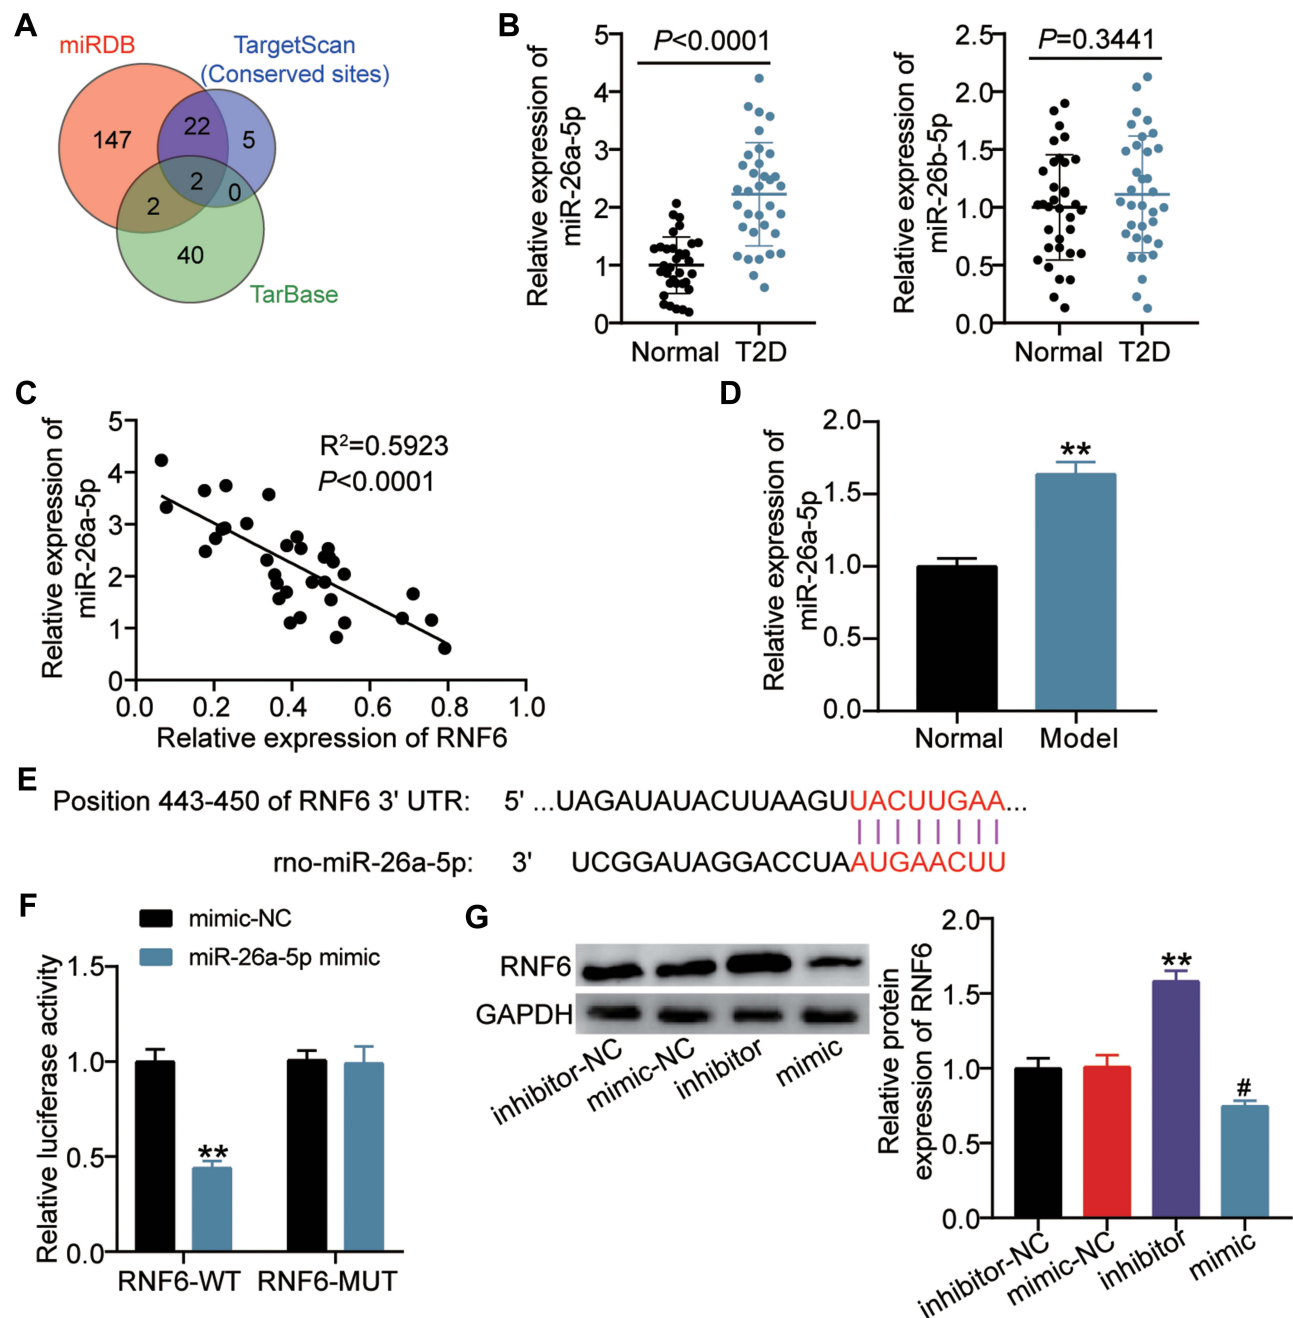 A
miRDB
TargetScan
(Conserved sites)
147
22
5
2
0
2
40
TarBase
B
Relative expression of
miR-26a-5p
5
4
3
2
1
0
P<0.0001
Normal
T2D
Relative expression of
miR-26b-5p
2.5
2.0
1.5
1.0
0.5
0.0
P=0.3441
Normal
T2D
C
Relative expression of
miR-26a-5p
5
4
3
2
1
0
R²=0.5923
P<0.0001
0.0
0.2
0.4
0.6
0.8
1.0
Relative expression of RNF6
D
Relative expression of
miR-26a-5p
2.0
1.5
1.0
0.5
0.0
**
Normal
Model
E
Position 443-450 of RNF6 3' UTR: 5' ...UAGAUAUACUUAAGUUACUUGAA...
rno-miR-26a-5p: 3' UCGGAUAGGACCUAAUGAACUU
F
mimic-NC
miR-26a-5p mimic
Relative luciferase activity
1.5
1.0
0.5
0.0
**
RNF6-WT
RNF6-MUT
G
RNF6
GAPDH
inhibitor-NC
mimic-NC
inhibitor
mimic
Relative protein
expression of RNF6
2.0
1.5
1.0
0.5
0.0
**
#
inhibitor-NC
mimic-NC
inhibitor
mimic